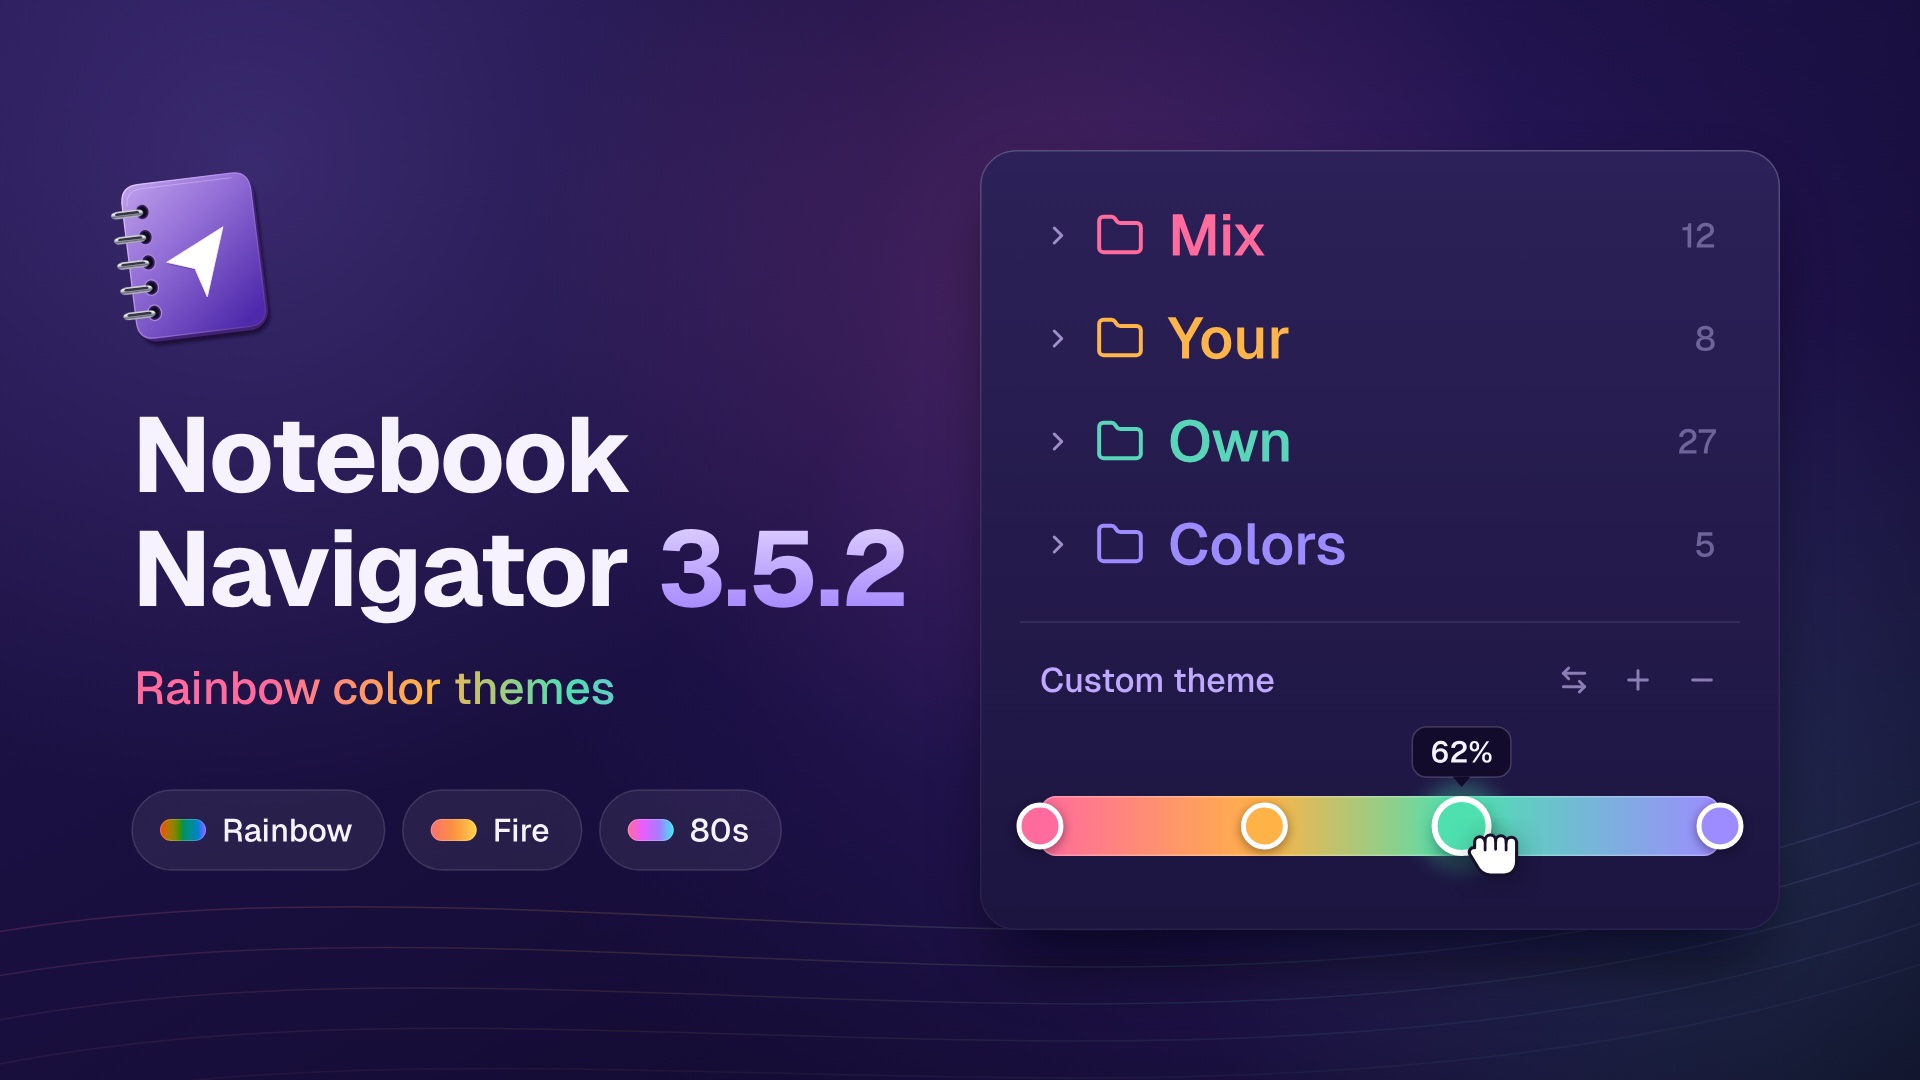 Notebook
Navigator 3.5.2
Rainbow color themes
Rainbow
Fire
80s
Mix 12
Your 8
Own 27
Colors 5
Custom theme
62%